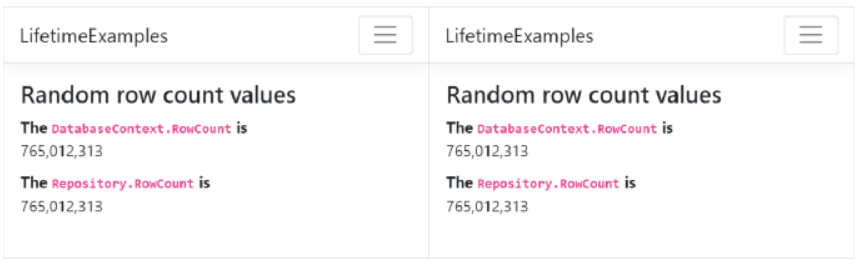 LifetimeExamples
Random row count values
The DatabaseContext.RowCount is
765,012,313
The Repository.RowCount is
765,012,313
LifetimeExamples
Random row count values
The DatabaseContext.RowCount is
765,012,313
The Repository.RowCount is
765,012,313